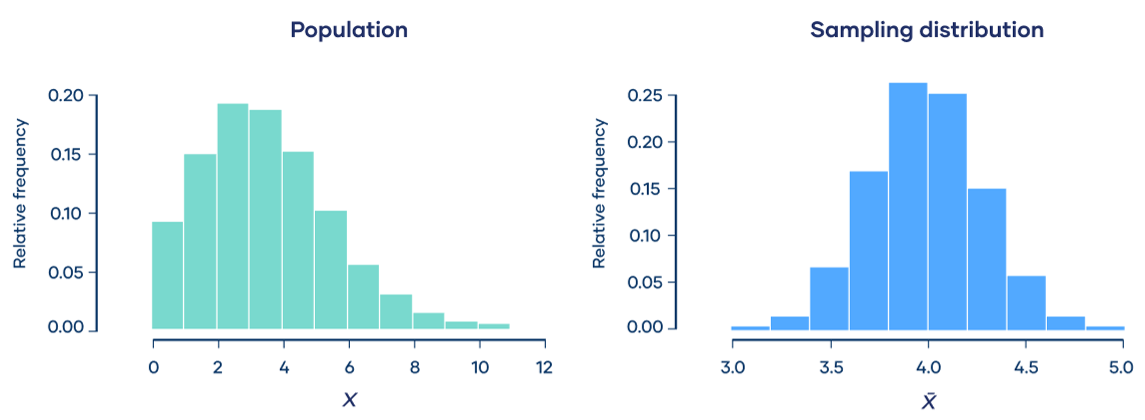 Population
Relative frequency
0.20
0.15
0.10
0.05
0.00
0 2 4 6 8 10 12
x
Sampling distribution
Relative frequency
0.25
0.20
0.15
0.10
0.05
0.00
3.0 3.5 4.0 4.5 5.0
x̄